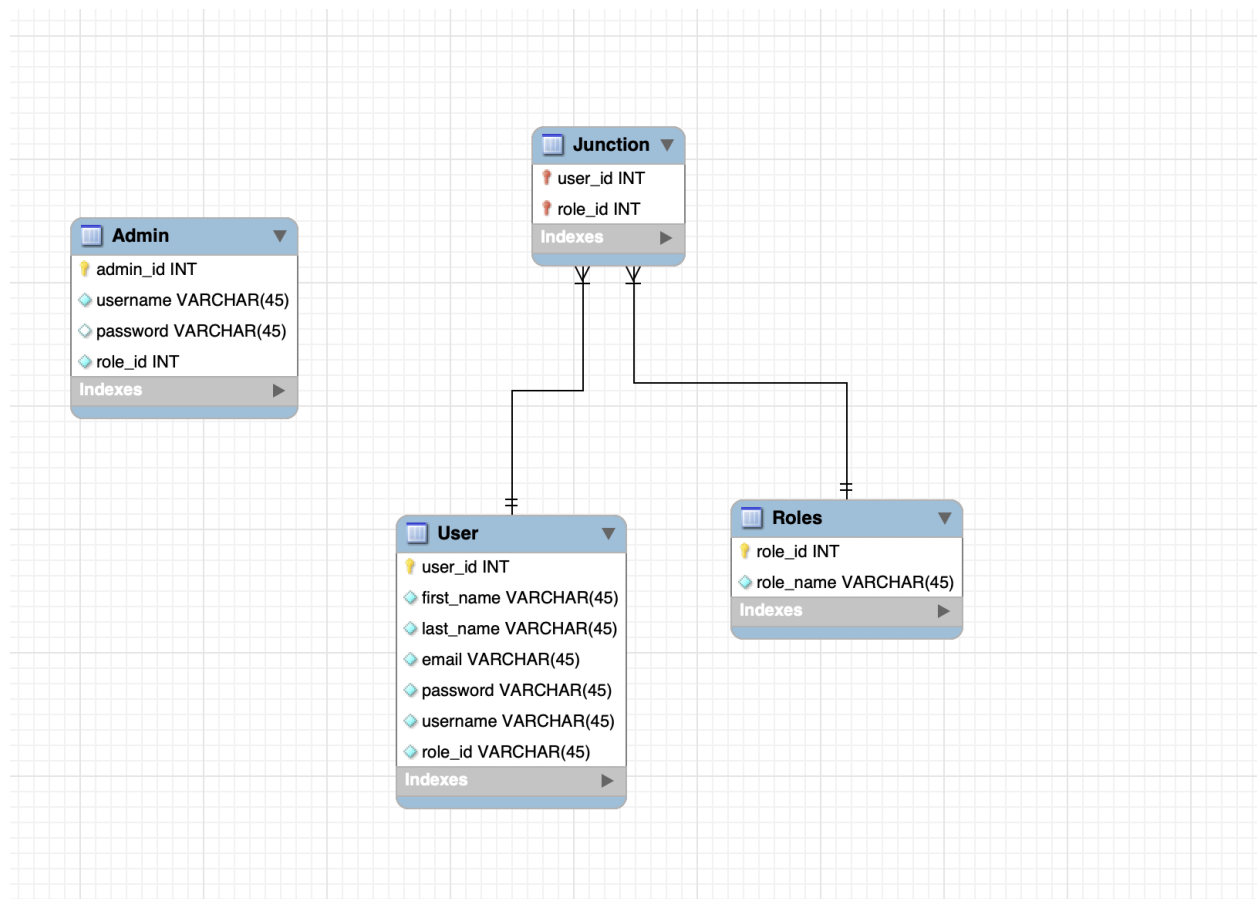 Junction
user_id INT
role_id INT
Indexes
Admin
admin_id INT
username VARCHAR(45)
password VARCHAR(45)
role_id INT
Indexes
User
user_id INT
first_name VARCHAR(45)
last_name VARCHAR(45)
email VARCHAR(45)
password VARCHAR(45)
username VARCHAR(45)
role_id VARCHAR(45)
Indexes
Roles
role_id INT
role_name VARCHAR(45)
Indexes